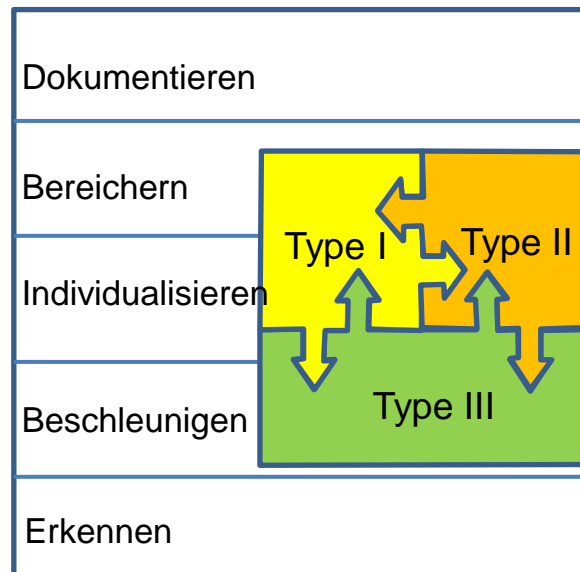 Dokumentieren
Bereichern
Type I
Type II
Individualisieren
Beschleunigen
Type III
Erkennen